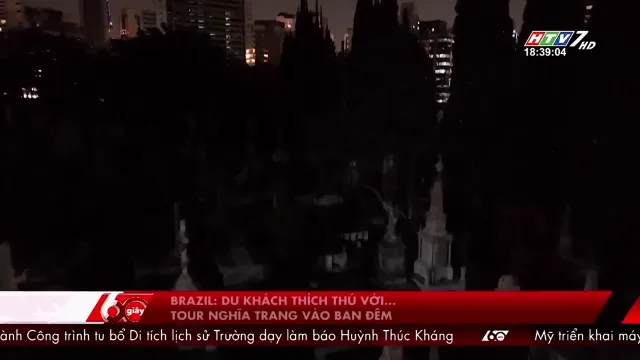 HTV7 HD
18:39:04
60 giây
BRAZIL: DU KHÁCH THÍCH THÚ VỚI...
TOUR NGHĨA TRANG VÀO BAN ĐÊM
ành Công trình tu bổ Di tích lịch sử Trường dạy làm báo Huỳnh Thúc Kháng 60 Mỹ triển khai má